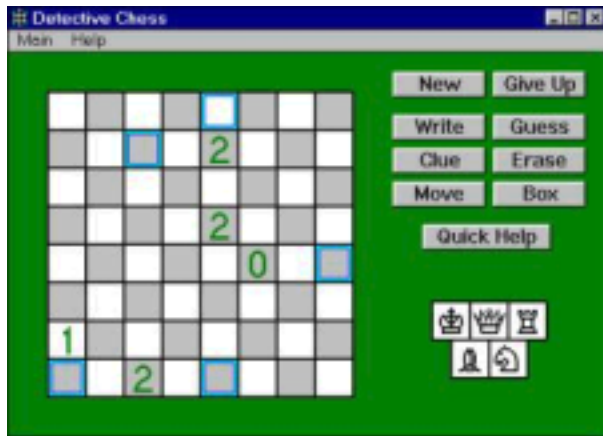 Detective Chess
Main Help
New Give Up
Write Guess
2
Clue Erase
Move Box
2
Quick Help
0
1
2